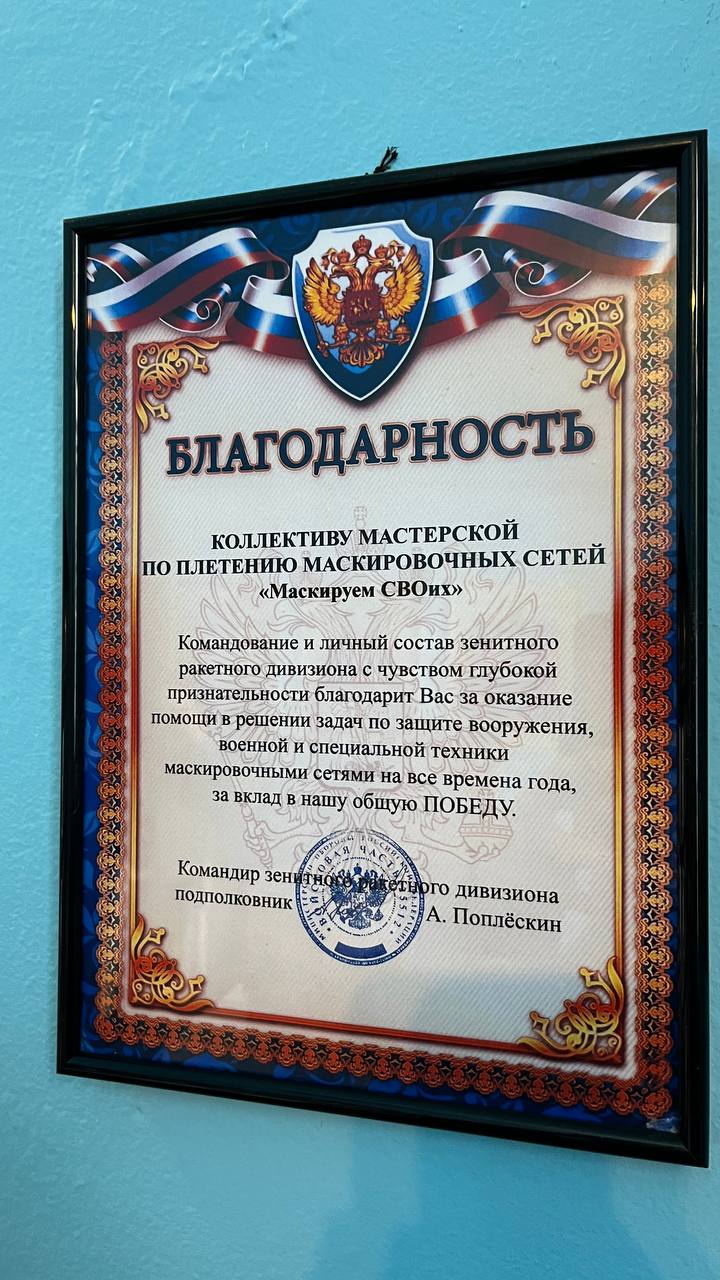 БЛАГОДАРНОСТЬ
КОЛЛЕКТИВУ МАСТЕРСКОЙ
ПО ПЛЕТЕНИЮ МАСКИРОВОЧНЫХ СЕТЕЙ
«Маскируем СВОих»
Командование и личный состав зенитного
ракетного дивизиона с чувством глубокой
признательности благодарит Вас за оказание
помощи в решении задач по защите вооружения,
военной и специальной техники
маскировочными сетями на все времена года,
за вклад в нашу общую ПОБЕДУ.
Командир зенитного ракетного дивизиона
подполковник А. Поплёскин
ВОЙСКОВАЯ ЧАСТЬ